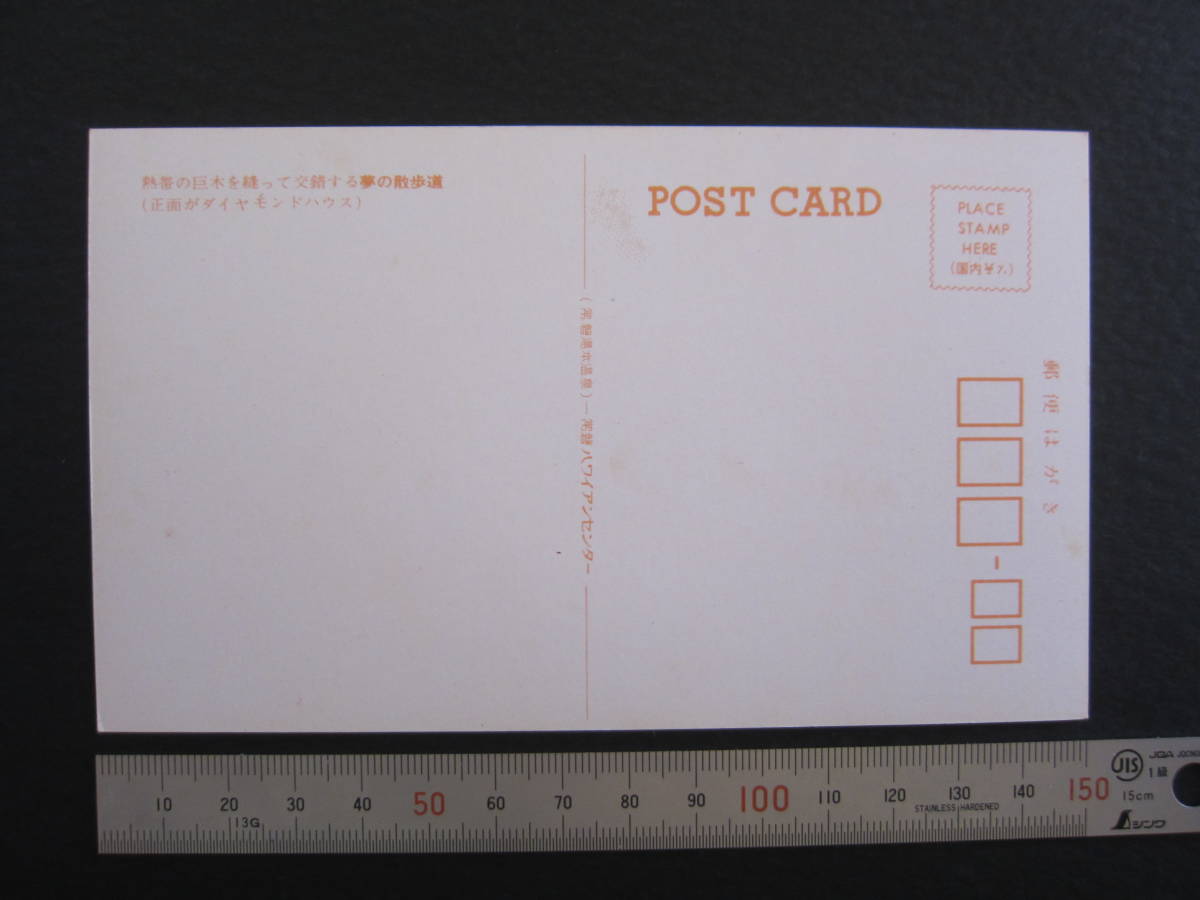 熱帯の巨木を縫って交錯する夢の散歩道
(正面がダイヤモンドハウス)
(常磐湯本温泉)―常磐ハワイアンセンター
POST CARD
PLACE
STAMP
HERE
郵便はがき
10 20 30 40 50 60 70 80 90 100 110 120 130 140 150
13G
STAINLESS HARDENED
15cm
JIS
JQA
1級
シンワ